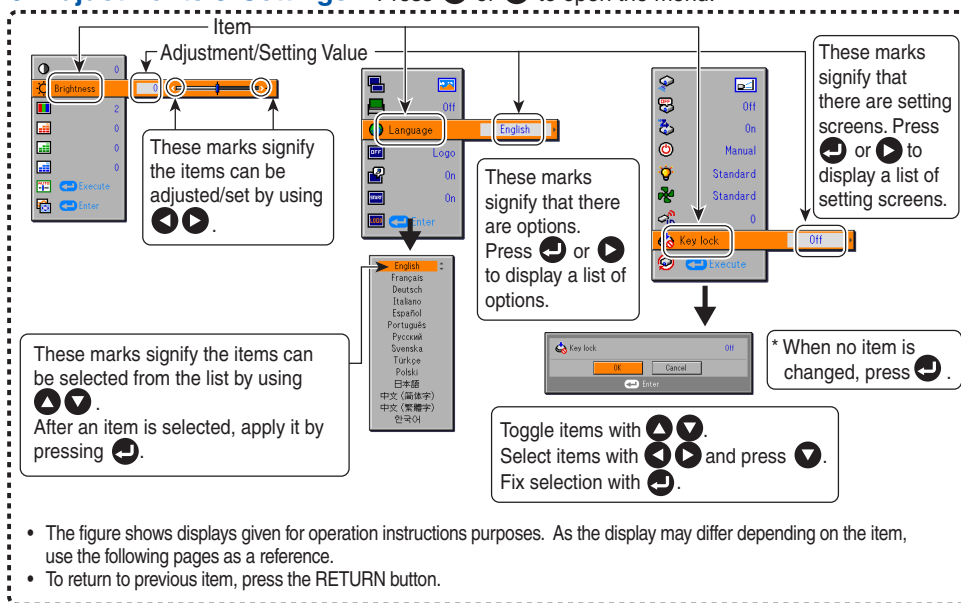 Item
Adjustment/Setting Value
0
Brightness
0
2
0
0
0
Execute
Enter
These marks signify
the items can be
adjusted/set by using
.
Off
Language
English
Logo
On
On
Enter
These marks
signify that there
are options.
Press or
to display a list of
options.
Off
On
Manual
Standard
Standard
0
Key lock
Off
Execute
These marks
signify that
there are setting
screens. Press
or to
display a list of
setting screens.
English
Français
Deutsch
Italiano
Español
Português
Русский
Svenska
Türkçe
Polski
日本語
中文(简体字)
中文(繁體字)
한국어
These marks signify the items can
be selected from the list by using
.
After an item is selected, apply it by
pressing .
Key lock Off
OK Cancel
Enter
* When no item is
changed, press .
Toggle items with .
Select items with and press .
Fix selection with .
• The figure shows displays given for operation instructions purposes. As the display may differ depending on the item,
use the following pages as a reference.
• To return to previous item, press the RETURN button.